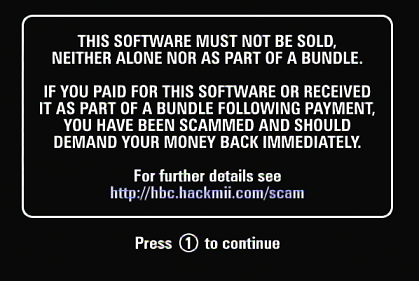 THIS SOFTWARE MUST NOT BE SOLD,
NEITHER ALONE NOR AS PART OF A BUNDLE.
IF YOU PAID FOR THIS SOFTWARE OR RECEIVED
IT AS PART OF A BUNDLE FOLLOWING PAYMENT,
YOU HAVE BEEN SCAMMED AND SHOULD
DEMAND YOUR MONEY BACK IMMEDIATELY.
For further details see
http://hbc.hackmii.com/scam
Press 1 to continue